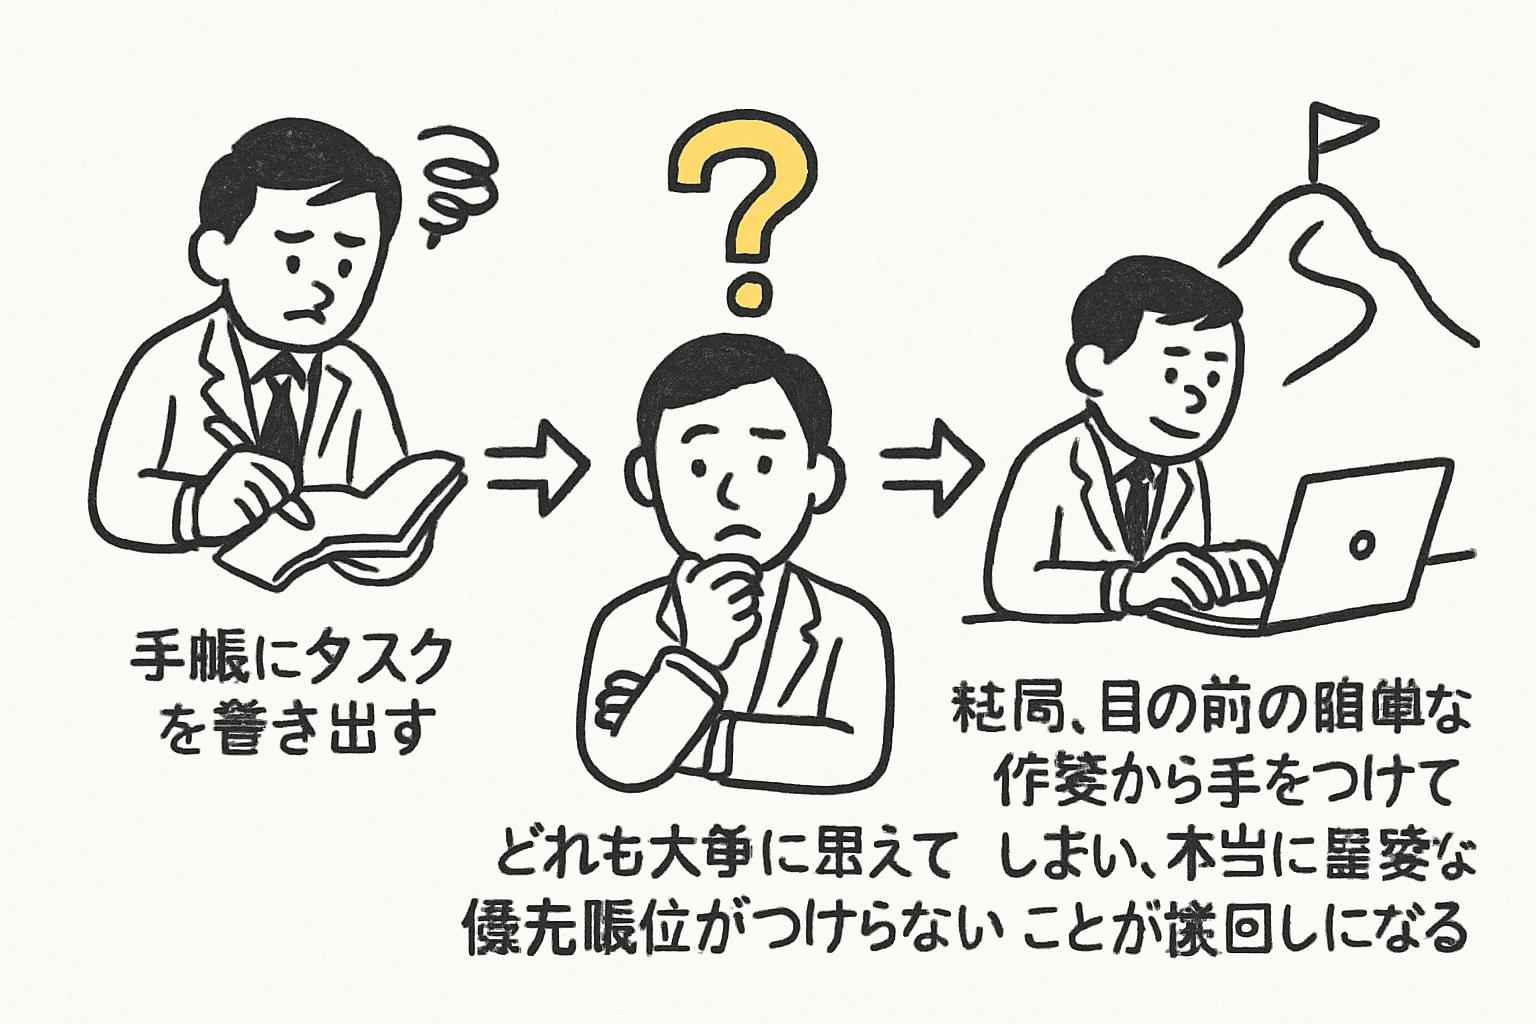 手帳にタスク
を書き出す
どれも大事に思えて
優先順位がつけらない
結局、目の前の簡単な
作業から手をつけて
しまい、本当に重要な
ことが後回しになる